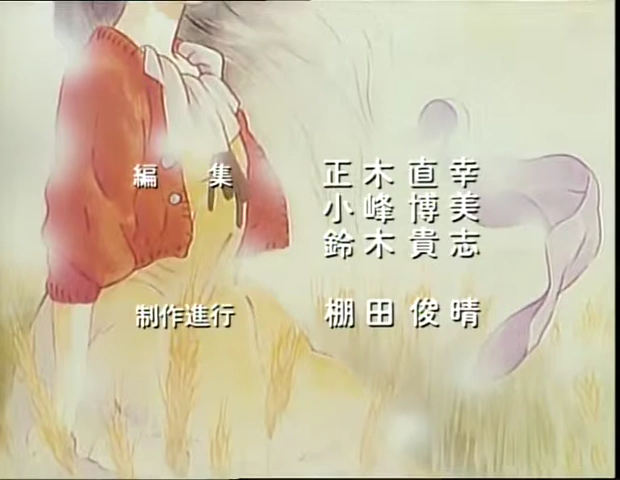 編集 正木直幸
小峰博美
鈴木貴志
制作進行 棚田俊晴